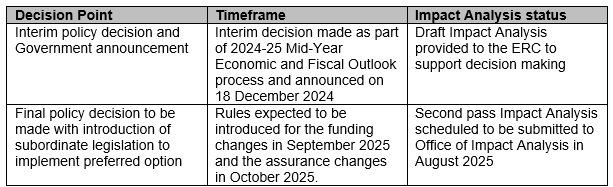 Decision Point Timeframe Impact Analysis status
Interim policy decision and
Government announcement
Interim decision made as part
of 2024-25 Mid-Year
Economic and Fiscal Outlook
process and announced on
18 December 2024
Draft Impact Analysis
provided to the ERC to
support decision making
Final policy decision to be
made with introduction of
subordinate legislation to
implement preferred option
Rules expected to be
introduced for the funding
changes in September 2025
and the assurance changes
in October 2025.
Second pass Impact Analysis
scheduled to be submitted to
Office of Impact Analysis in
August 2025